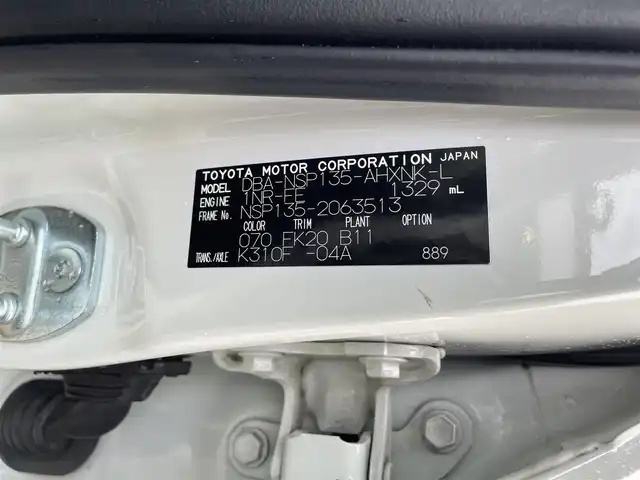 TOYOTA MOTOR CORPORATION JAPAN
MODEL DBA-NSP135-AHXNK-L
ENGINE 1NR-FE 1329 mL
FRAME No. NSP135-2063513
COLOR TRIM PLANT OPTION
070 FK20 B11
TRANS./AXLE K310F -04A 889